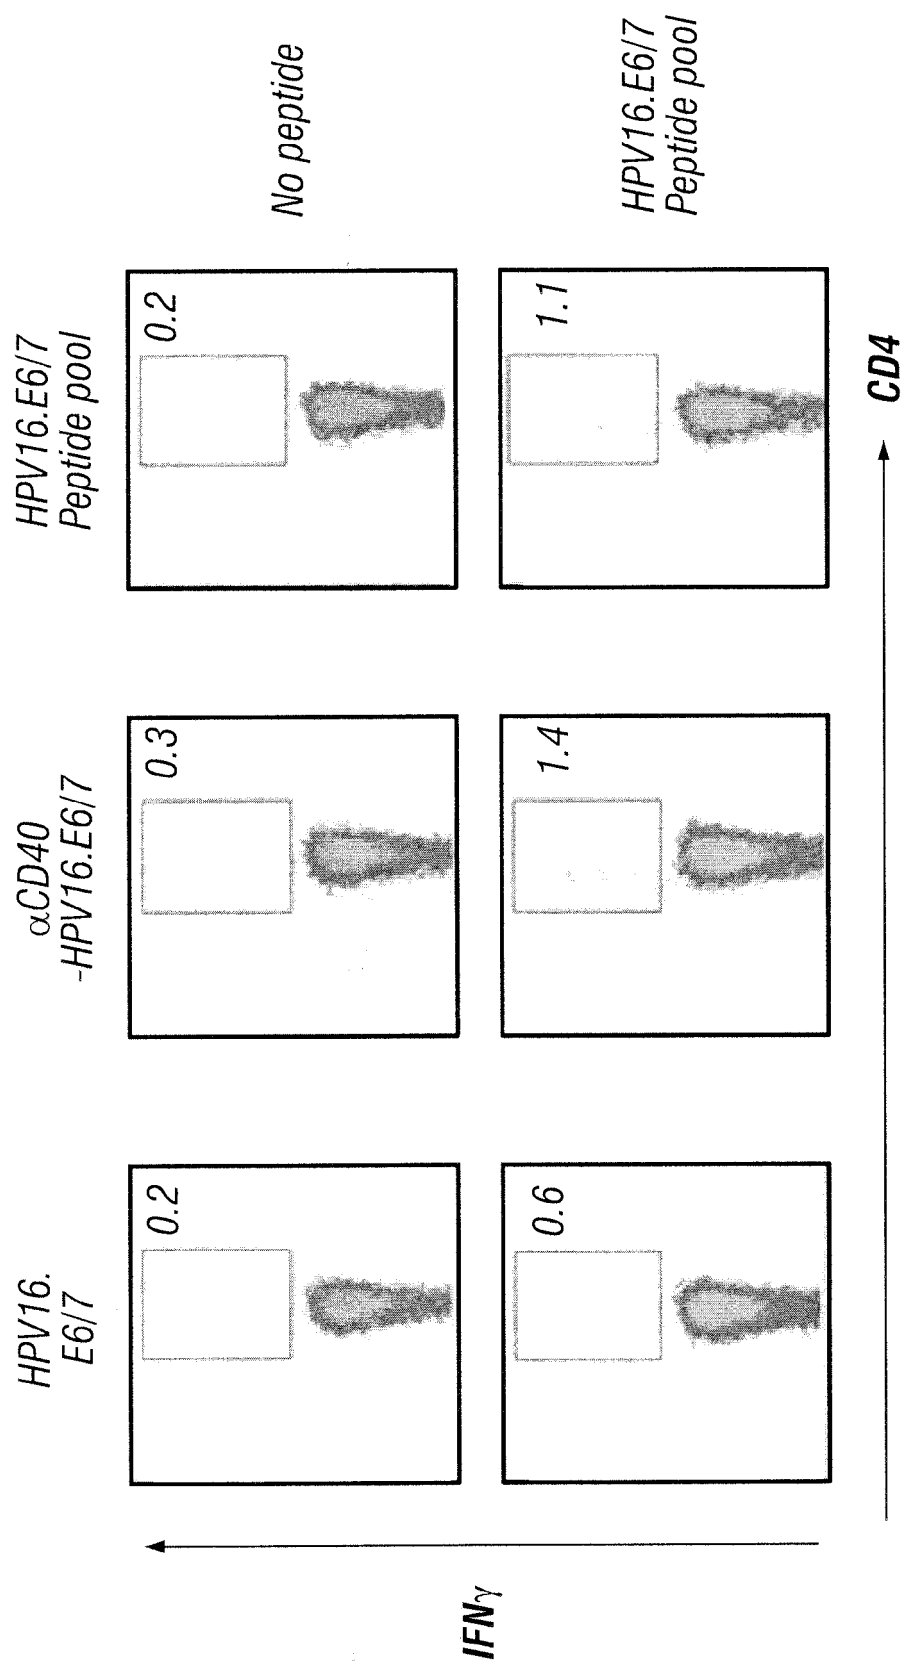 HPV16.
E6/7
αCD40
-HPV16.E6/7
HPV16.E6/7
Peptide pool
0.2
0.3
0.2
No peptide
0.6
1.4
1.1
HPV16.E6/7
Peptide pool
IFNγ
CD4